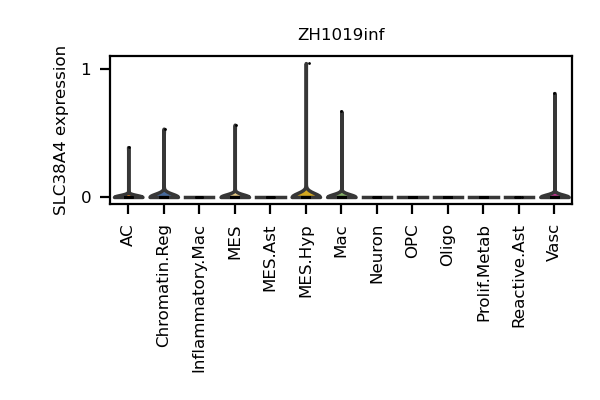 ZH1019inf
SLC38A4 expression
1
0
AC
Chromatin.Reg
Inflammatory.Mac
MES
MES.Ast
MES.Hyp
Mac
Neuron
OPC
Oligo
Prolif.Metab
Reactive.Ast
Vasc